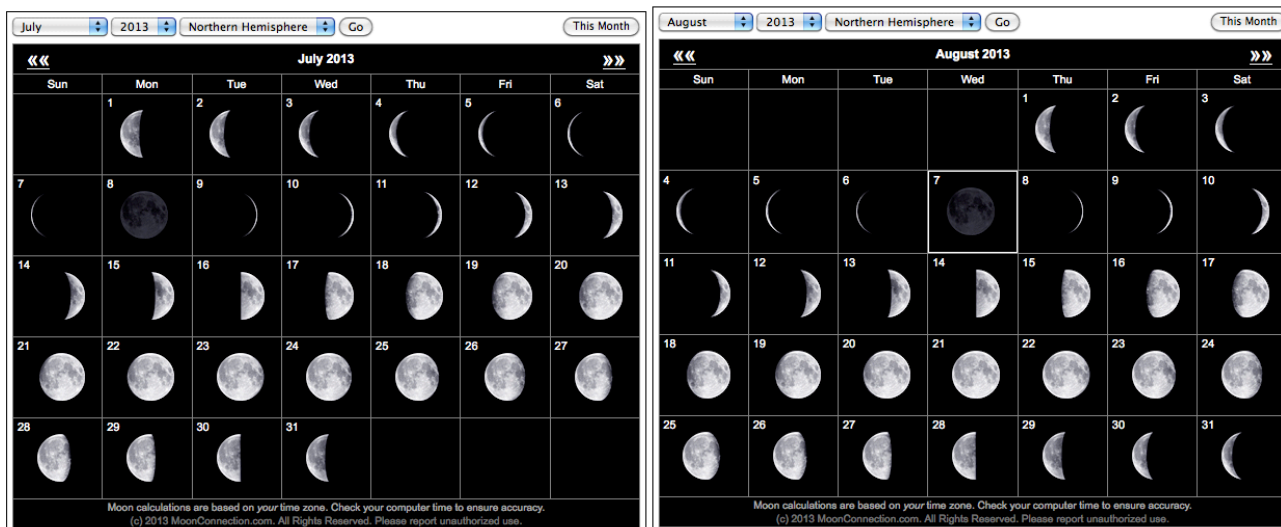 July 2013 Northern Hemisphere Go This Month
«« July 2013 »»
Sun Mon Tue Wed Thu Fri Sat
1 2 3 4 5 6
7 8 9 10 11 12 13
14 15 16 17 18 19 20
21 22 23 24 25 26 27
28 29 30 31
Moon calculations are based on your time zone. Check your computer time to ensure accuracy.
(c) 2013 MoonConnection.com. All Rights Reserved. Please report unauthorized use.
August 2013 Northern Hemisphere Go This Month
«« August 2013 »»
Sun Mon Tue Wed Thu Fri Sat
1 2 3
4 5 6 7 8 9 10
11 12 13 14 15 16 17
18 19 20 21 22 23 24
25 26 27 28 29 30 31
Moon calculations are based on your time zone. Check your computer time to ensure accuracy.
(c) 2013 MoonConnection.com. All Rights Reserved. Please report unauthorized use.